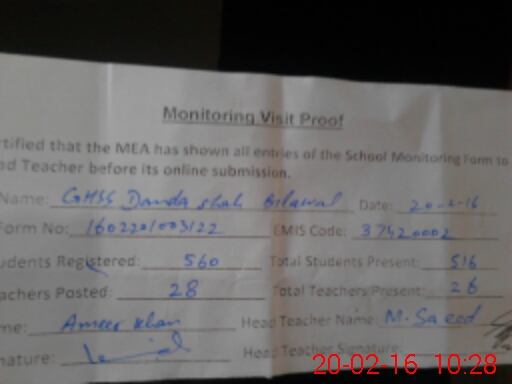 Monitoring Visit Proof
rtified that the MEA has shown all entries of the School Monitoring Form to
ad Teacher before its online submission.
Name: GHSS Danda shah Bilawal Date: 20-2-16
Form No: 1602201003122 EMIS Code: 37420002
udents Registered: 560 Total Students Present: 516
achers Posted: 28 Total Teachers Present: 26
me: Ameer Khan Head Teacher Name: M. Saeed
nature: Head Teacher Signature
20-02-16 10:28